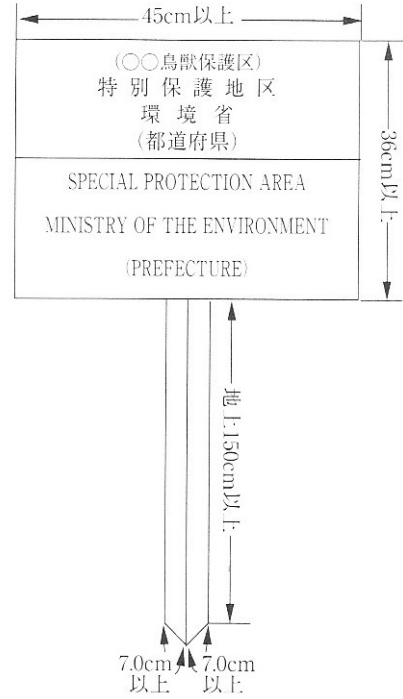 45cm以上
(○○鳥獣保護区)
特別保護地区
環境省
(都道府県)
SPECIAL PROTECTION AREA
MINISTRY OF THE ENVIRONMENT
(PREFECTURE)
36cm以上
地上150cm以上
7.0cm
以上
7.0cm
以上